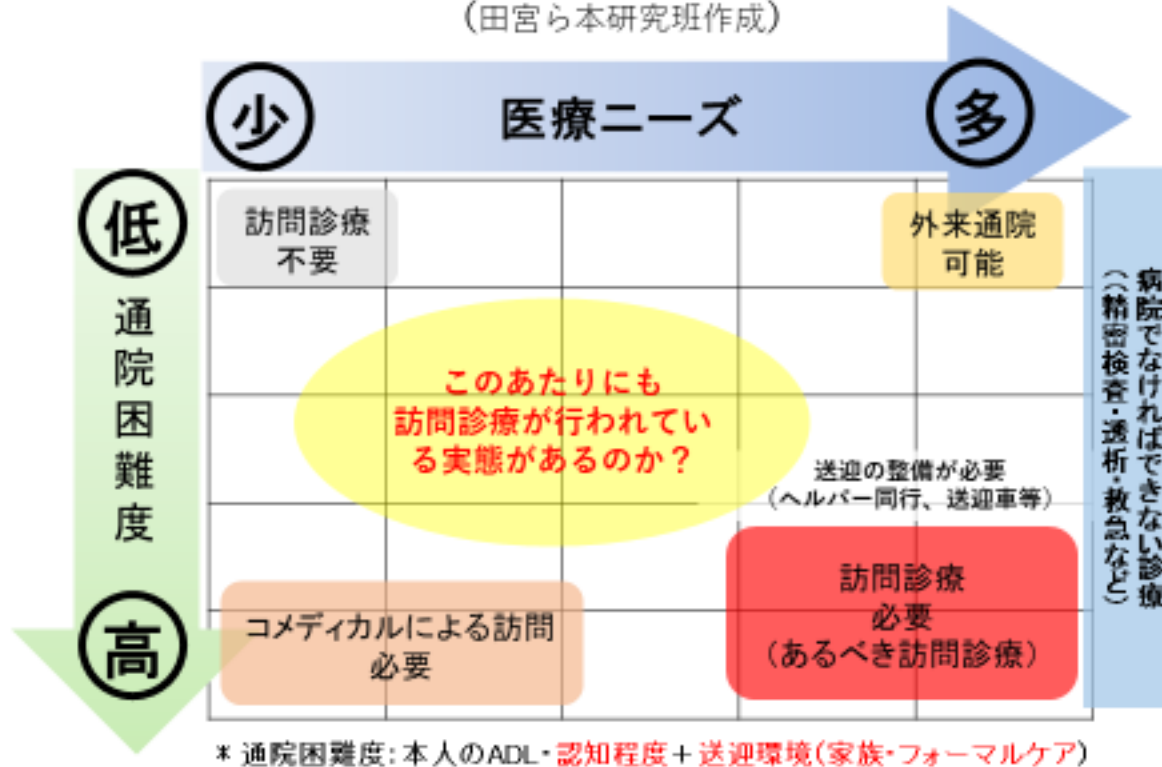 (田宮ら本研究班作成)
少
医療ニーズ
多
低
通院困難度
高
訪問診療
不要
外来通院
可能
このあたりにも
訪問診療が行われてい
る実態があるのか?
送迎の整備が必要
(ヘルパー同行、送迎車等)
コメディカルによる訪問
必要
訪問診療
必要
(あるべき訪問診療)
病院でなければできない診療
((精密検査・透析・救急など)
* 通院困難度:本人のADL・認知程度+送迎環境(家族・フォーマルケア)